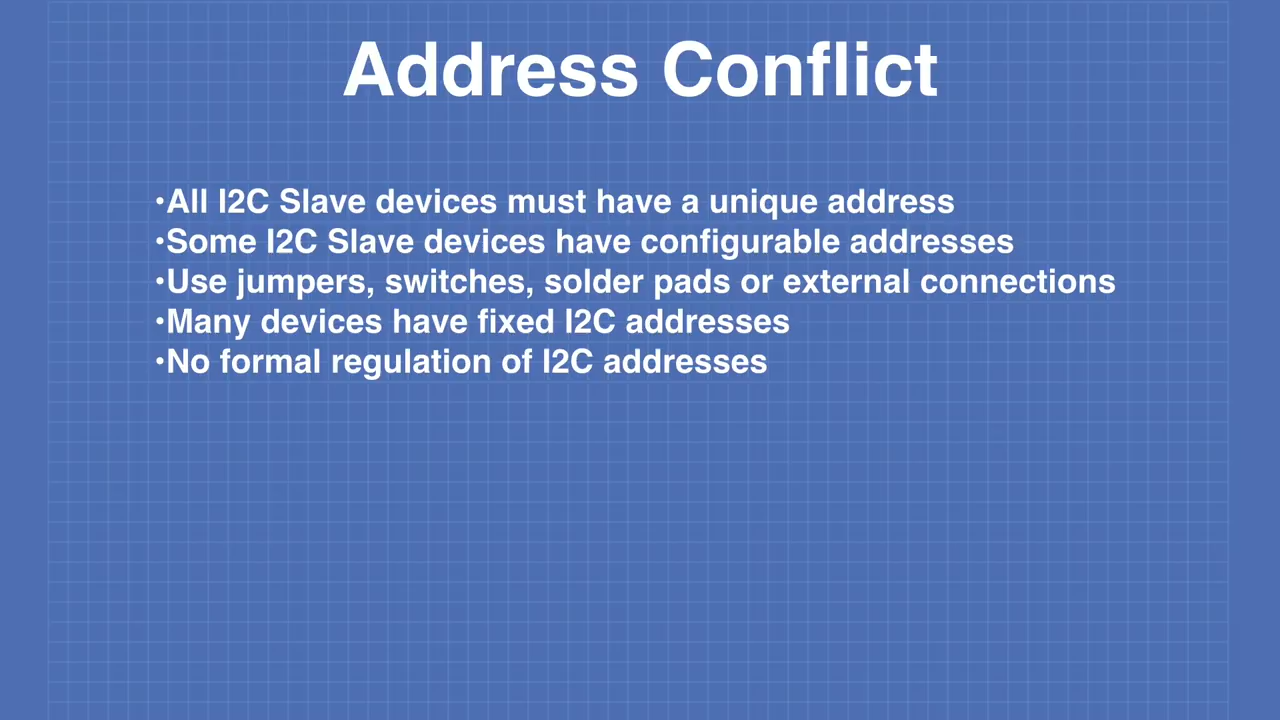 Address Conflict
•All I2C Slave devices must have a unique address
•Some I2C Slave devices have configurable addresses
•Use jumpers, switches, solder pads or external connections
•Many devices have fixed I2C addresses
•No formal regulation of I2C addresses